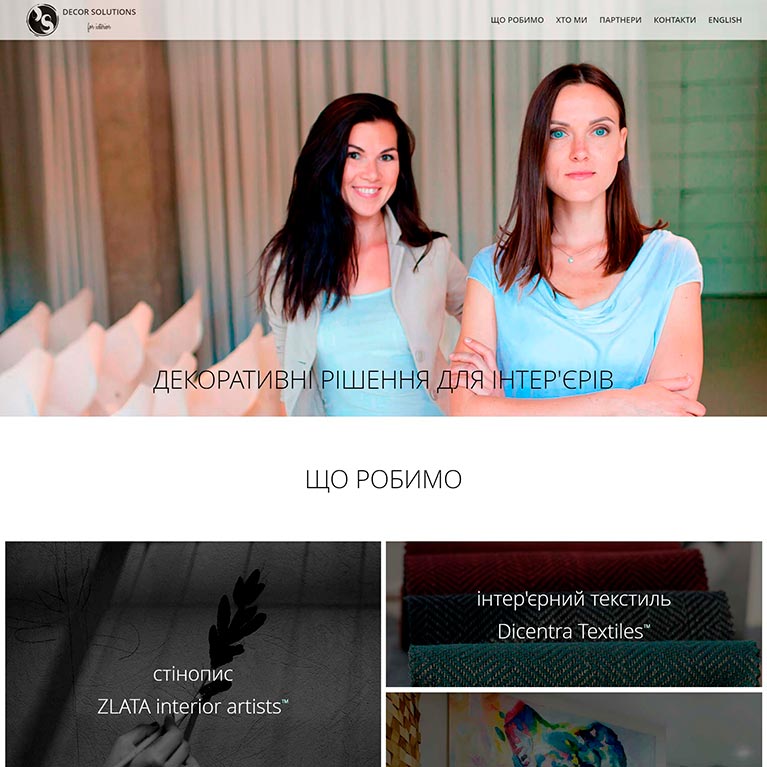 DECOR SOLUTIONS
for interior
ЩО РОБИМО ХТО МИ ПАРТНЕРИ КОНТАКТИ ENGLISH
ДЕКОРАТИВНІ РІШЕННЯ ДЛЯ ІНТЕР'ЄРІВ
ЩО РОБИМО
стінопис
ZLATA interior artists™
інтер'єрний текстиль
Dicentra Textiles™